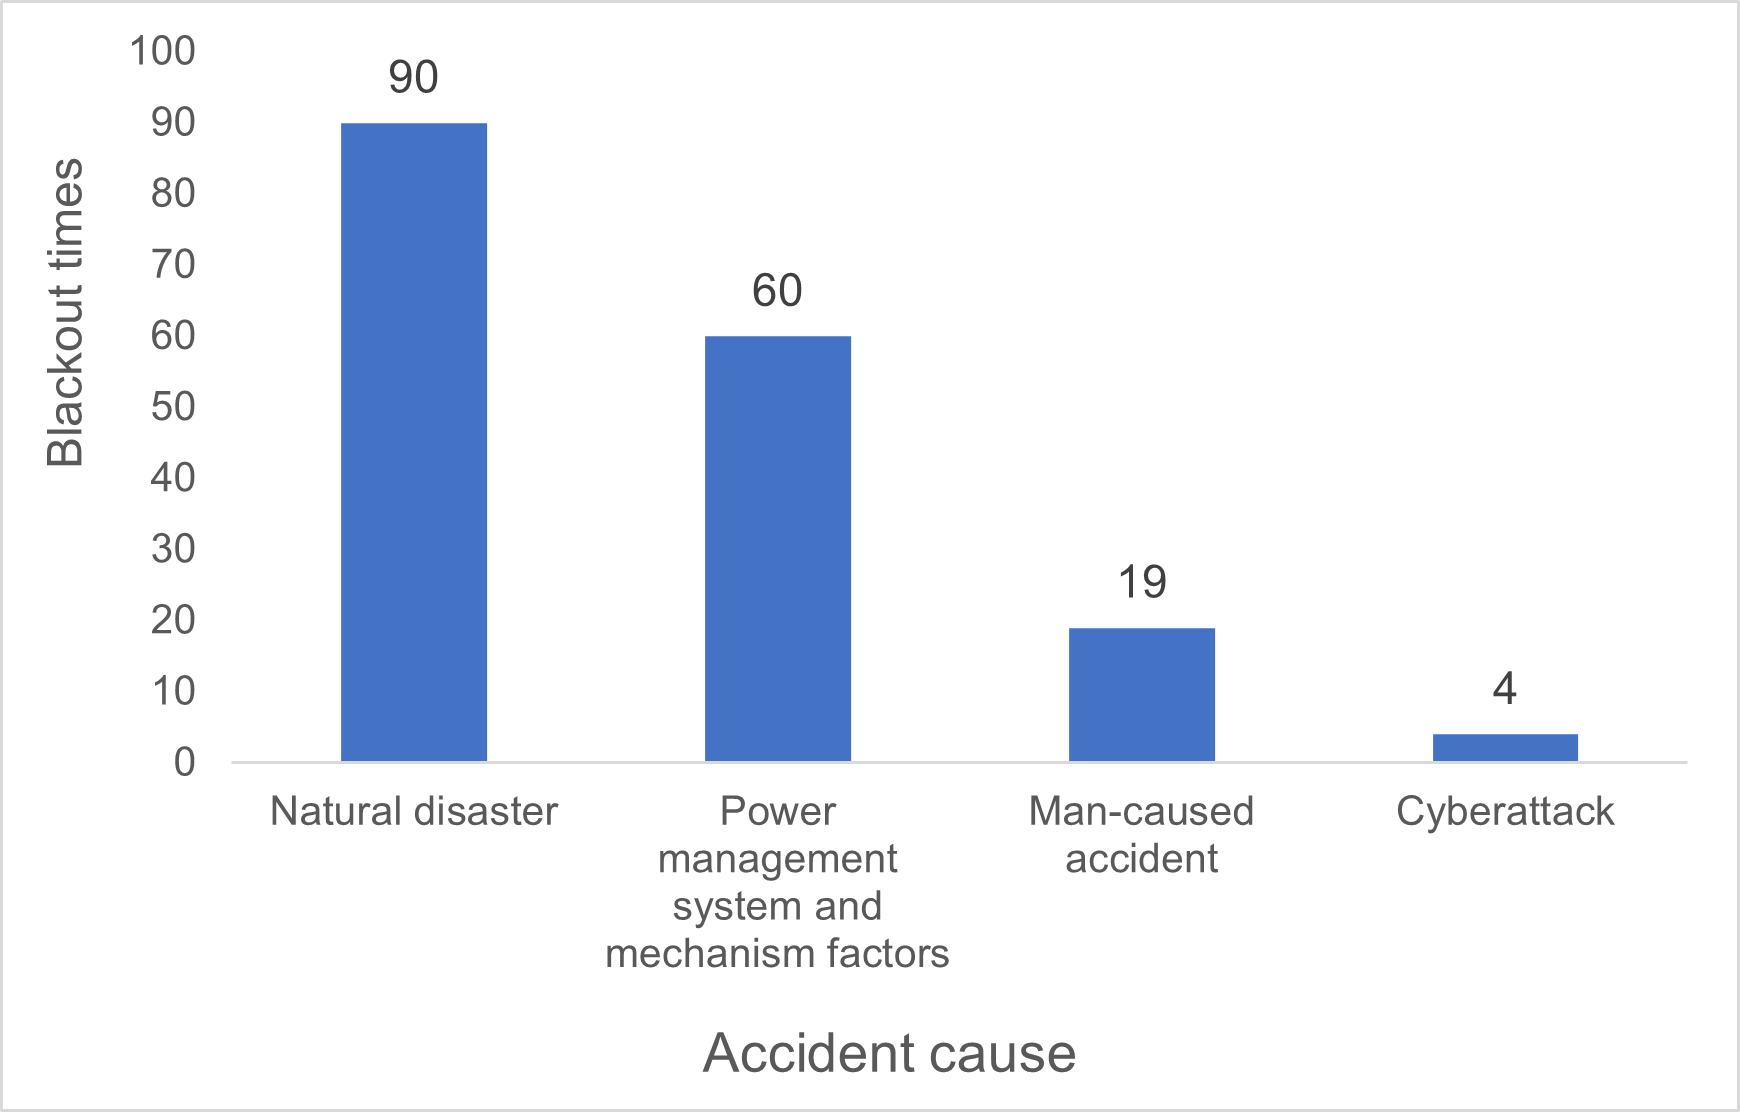 100
90
80
70
60
50
40
30
20
10
0
Blackout times
90
60
19
4
Natural disaster
Power
management
system and
mechanism factors
Man-caused
accident
Cyberattack
Accident cause